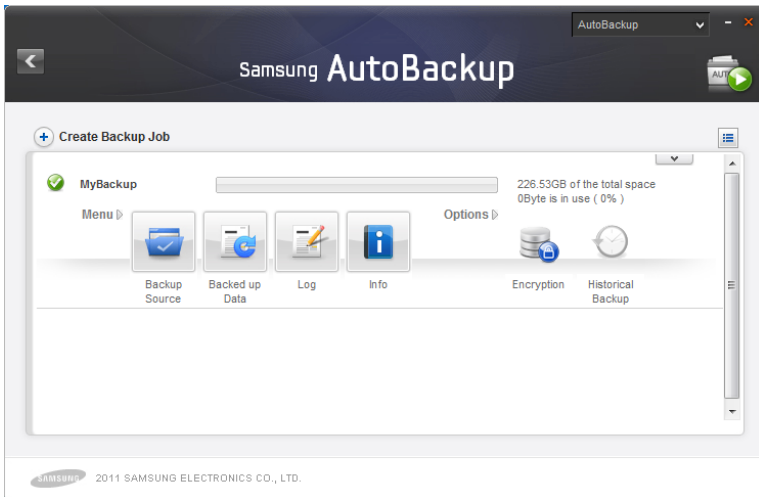 AutoBackup
Samsung AutoBackup
AUTO
Create Backup Job
MyBackup
226.53GB of the total space
0Byte is in use ( 0% )
Menu
Options
Backup Source
Backed up Data
Log
Info
Encryption
Historical Backup
SAMSUNG
2011 SAMSUNG ELECTRONICS CO., LTD.